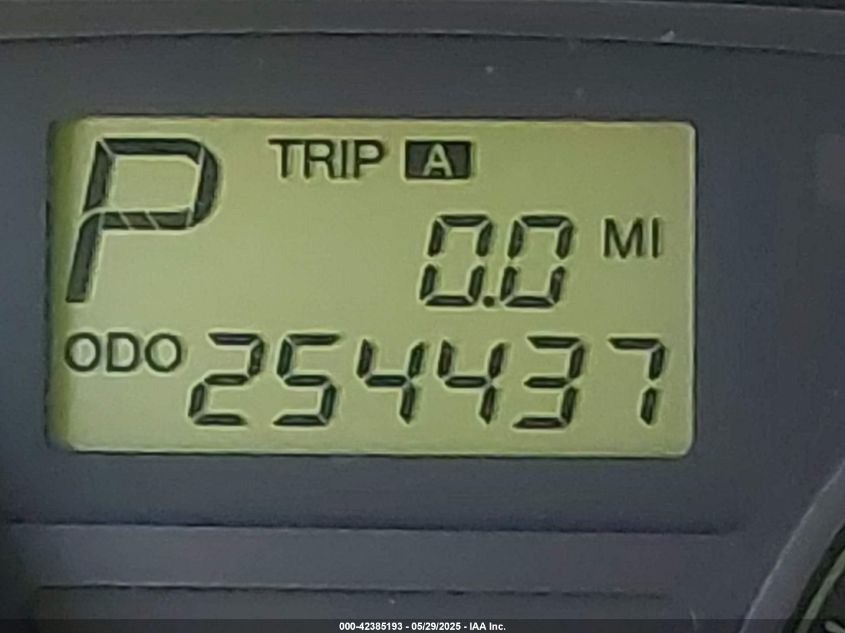 P
TRIP A
0.0 MI
ODO 254437
000-42385193 - 05/29/2025 - IAA Inc.